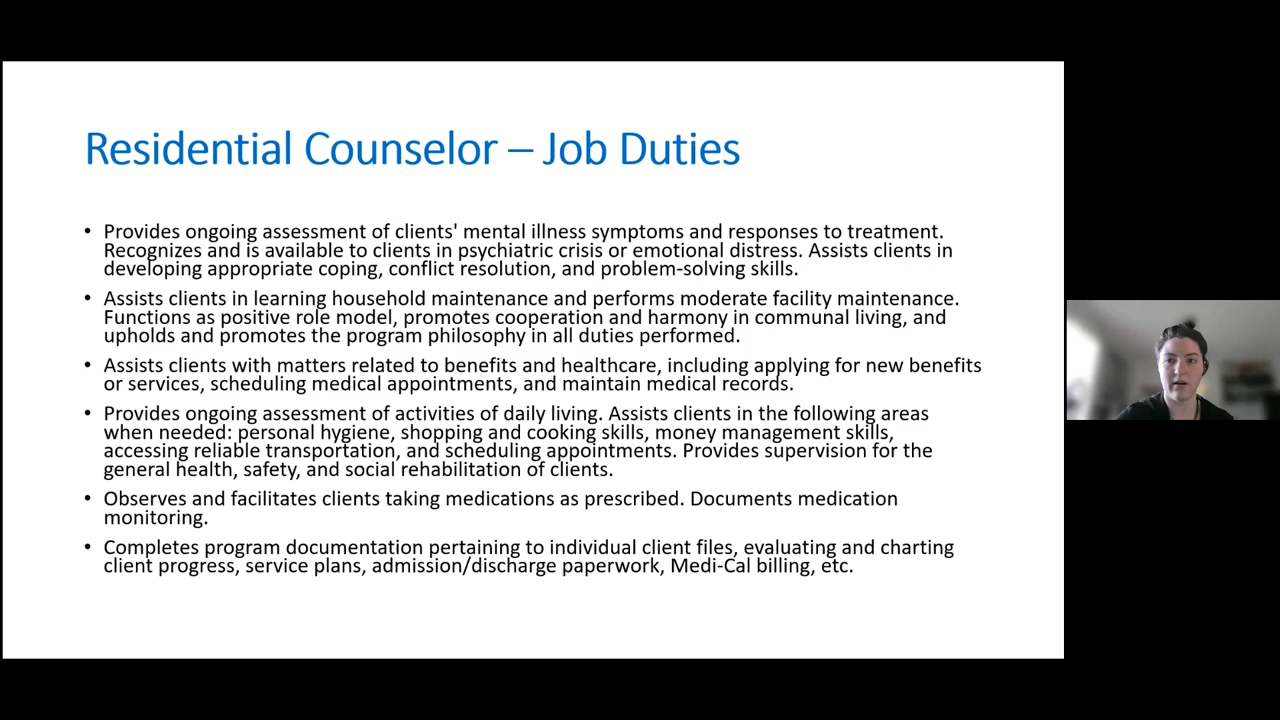 Residential Counselor – Job Duties
• Provides ongoing assessment of clients' mental illness symptoms and responses to treatment.
Recognizes and is available to clients in psychiatric crisis or emotional distress. Assists clients in
developing appropriate coping, conflict resolution, and problem-solving skills.
• Assists clients in learning household maintenance and performs moderate facility maintenance.
Functions as positive role model, promotes cooperation and harmony in communal living, and
upholds and promotes the program philosophy in all duties performed.
• Assists clients with matters related to benefits and healthcare, including applying for new benefits
or services, scheduling medical appointments, and maintain medical records.
• Provides ongoing assessment of activities of daily living. Assists clients in the following areas
when needed: personal hygiene, shopping and cooking skills, money management skills,
accessing reliable transportation, and scheduling appointments. Provides supervision for the
general health, safety, and social rehabilitation of clients.
• Observes and facilitates clients taking medications as prescribed. Documents medication
monitoring.
• Completes program documentation pertaining to individual client files, evaluating and charting
client progress, service plans, admission/discharge paperwork, Medi-Cal billing, etc.